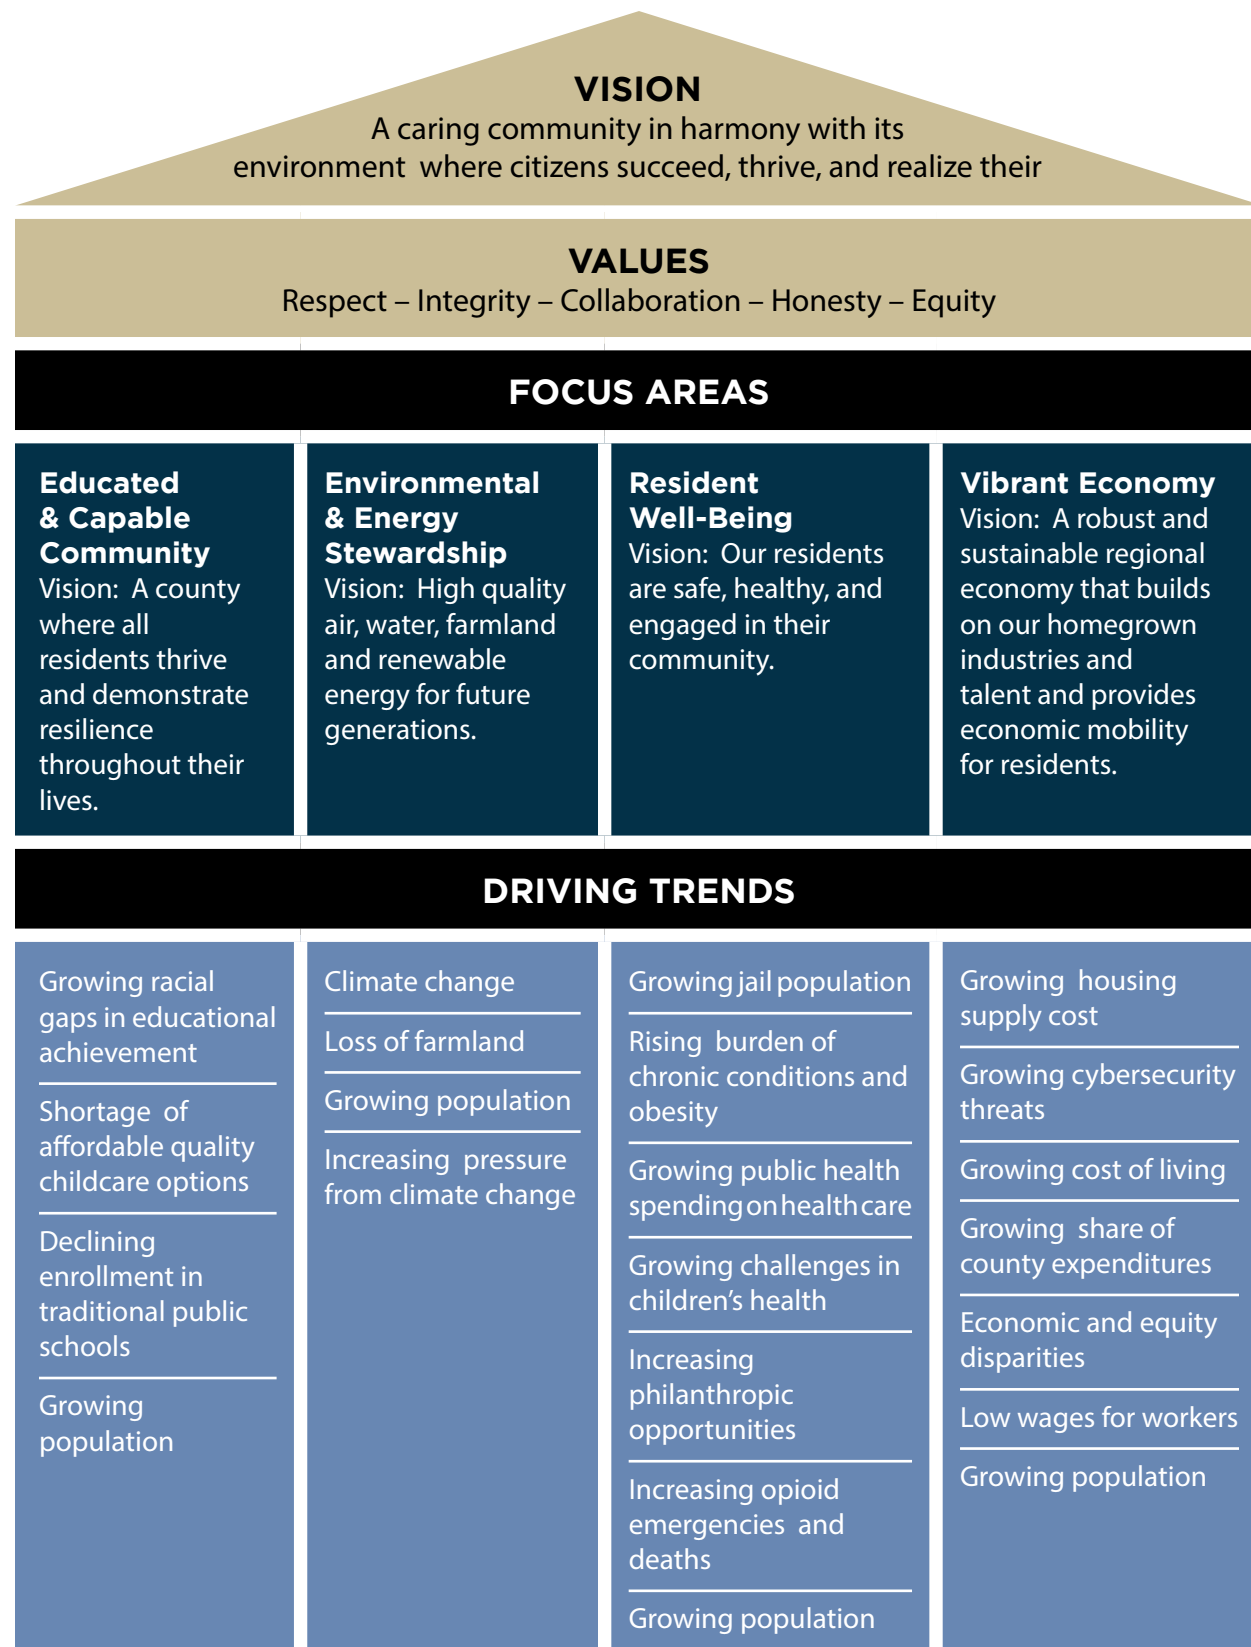 VISION
A caring community in harmony with its
environment where citizens succeed, thrive, and realize their
VALUES
Respect – Integrity – Collaboration – Honesty – Equity
FOCUS AREAS
Educated
& Capable
Community
Vision: A county
where all
residents thrive
and demonstrate
resilience
throughout their
lives.
Environmental
& Energy
Stewardship
Vision: High quality
air, water, farmland
and renewable
energy for future
generations.
Resident
Well-Being
Vision: Our residents
are safe, healthy, and
engaged in their
community.
Vibrant Economy
Vision: A robust and
sustainable regional
economy that builds
on our homegrown
industries and
talent and provides
economic mobility
for residents.
DRIVING TRENDS
Growing racial
gaps in educational
achievement
Shortage of
affordable quality
childcare options
Declining
enrollment in
traditional public
schools
Growing
population
Climate change
Loss of farmland
Growing population
Increasing pressure
from climate change
Growing jail population
Rising burden of
chronic conditions and
obesity
Growing public health
spending on health care
Growing challenges in
children's health
Increasing
philanthropic
opportunities
Increasing opioid
emergencies and
deaths
Growing population
Growing housing
supply cost
Growing cybersecurity
threats
Growing cost of living
Growing share of
county expenditures
Economic and equity
disparities
Low wages for workers
Growing population